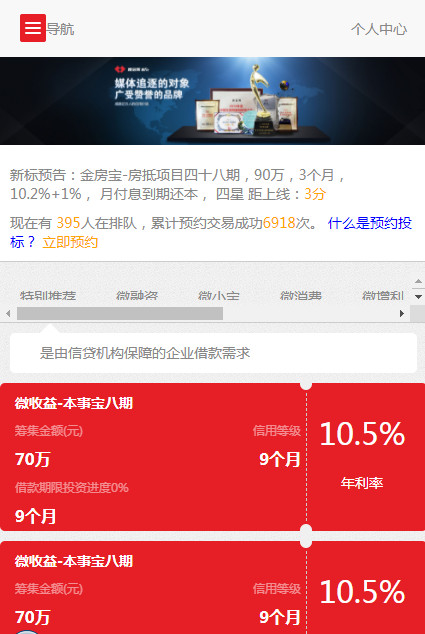 导航 个人中心
媒体追逐的对象
广受赞誉的品牌
新标预告：金房宝-房抵项目四十八期，90万，3个月，
10.2%+1%， 月付息到期还本， 四星 距上线：3分
现在有 395人在排队，累计预约交易成功6918次。 什么是预约投
标？ 立即预约
特别推荐 微融资 微小宝 微消费 微增利
是由信贷机构保障的企业借款需求
微收益-本事宝八期
筹集金额(元) 信用等级
70万 9个月
借款期限投资进度0%
9个月
10.5%
年利率
微收益-本事宝八期
筹集金额(元) 信用等级
70万 9个月
10.5%